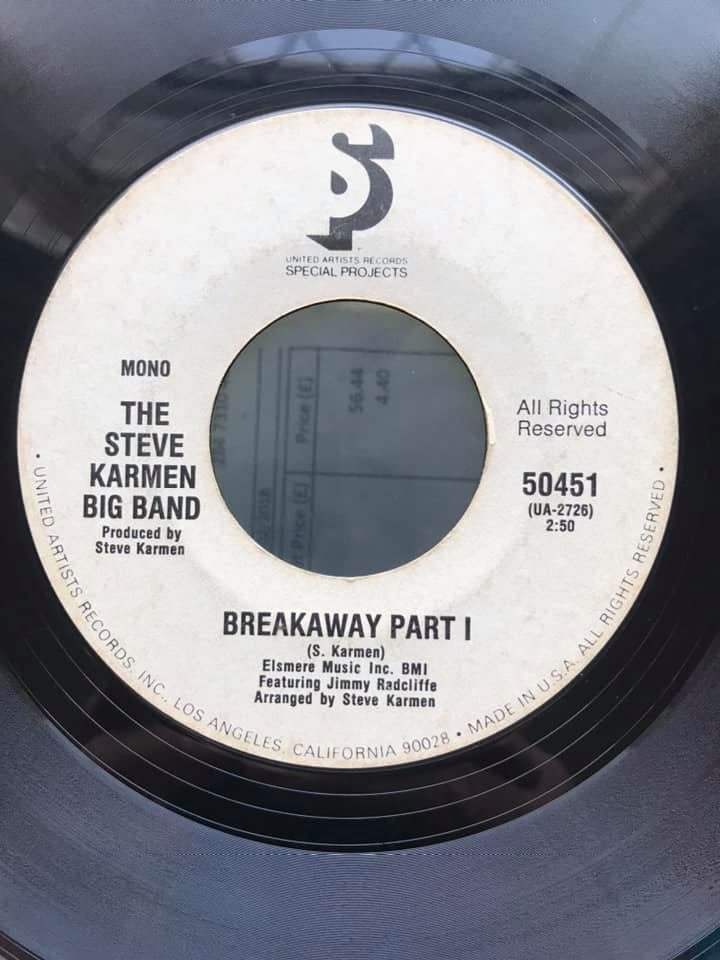 UNITED ARTISTS RECORDS
SPECIAL PROJECTS
MONO
THE
STEVE
KARMEN
BIG BAND
Produced by
Steve Karmen
All Rights
Reserved
50451
(UA-2726)
2:50
BREAKAWAY PART I
(S. Karmen)
Elsmere Music Inc. BMI
Featuring Jimmy Radcliffe
Arranged by Steve Karmen
• UNITED ARTISTS RECORDS, INC., LOS ANGELES, CALIFORNIA 90028 • MADE IN U.S.A. ALL RIGHTS RESERVED •
Price (£)
56.44
4.40
Price (£)